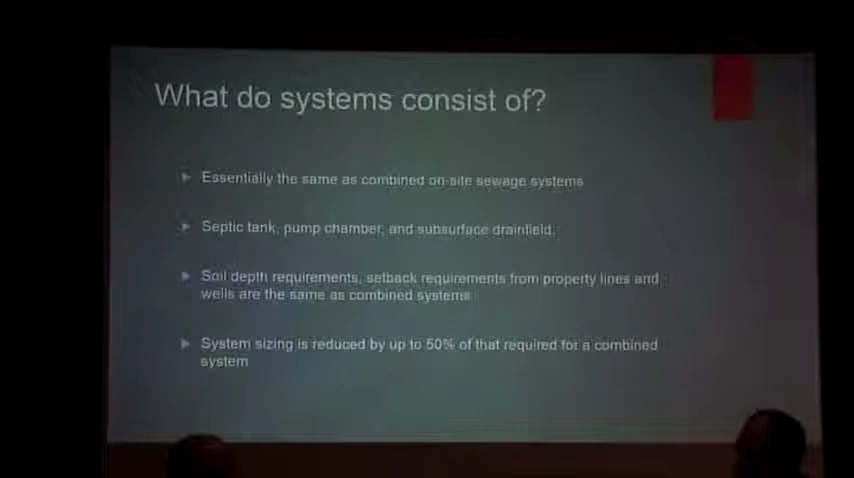 What do systems consist of?
Essentially the same as combined on-site sewage systems
Septic tank, pump chamber, and subsurface drainfield.
Soil depth requirements, setback requirements from property lines and
wells are the same as combined systems
System sizing is reduced by up to 50% of that required for a combined
system